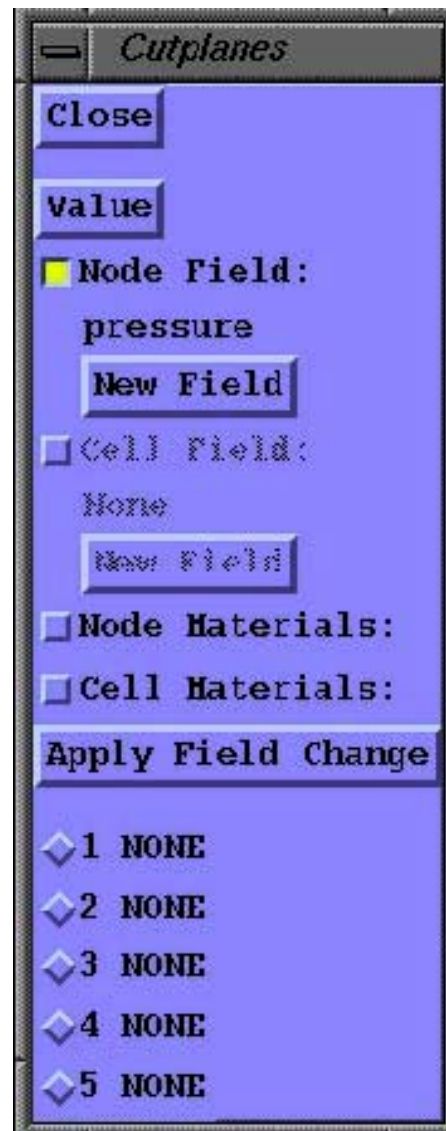 Cutplanes
Close
Value
Node Field:
pressure
New Field
Cell Field:
None
New Field
Node Materials:
Cell Materials:
Apply Field Change
1 NONE
2 NONE
3 NONE
4 NONE
5 NONE